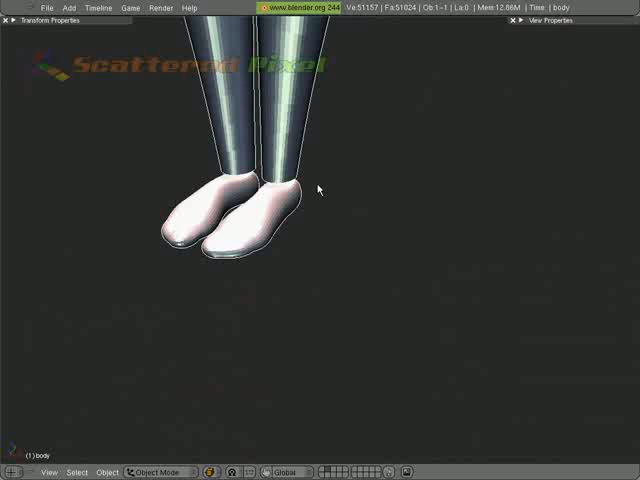 File Add Timeline Game Render Help www.blender.org 244 Ve:51157 | Fa:51024 | Ob:1-1 | La:0 | Mem:12.86M | Time: | body
Transform Properties View Properties
Scattered Pixel
(1) body
View Select Object Object Mode Global